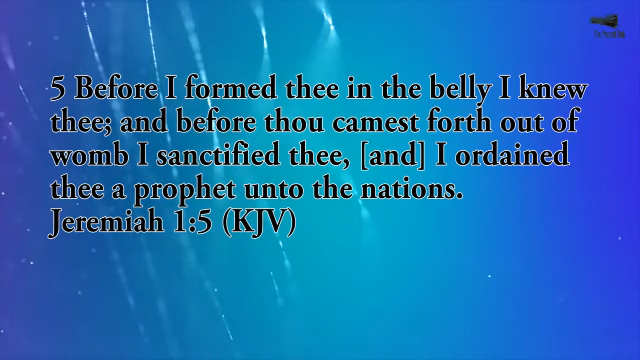 5 Before I formed thee in the belly I knew
thee; and before thou camest forth out of
womb I sanctified thee, [and] I ordained
thee a prophet unto the nations.
Jeremiah 1:5 (KJV)